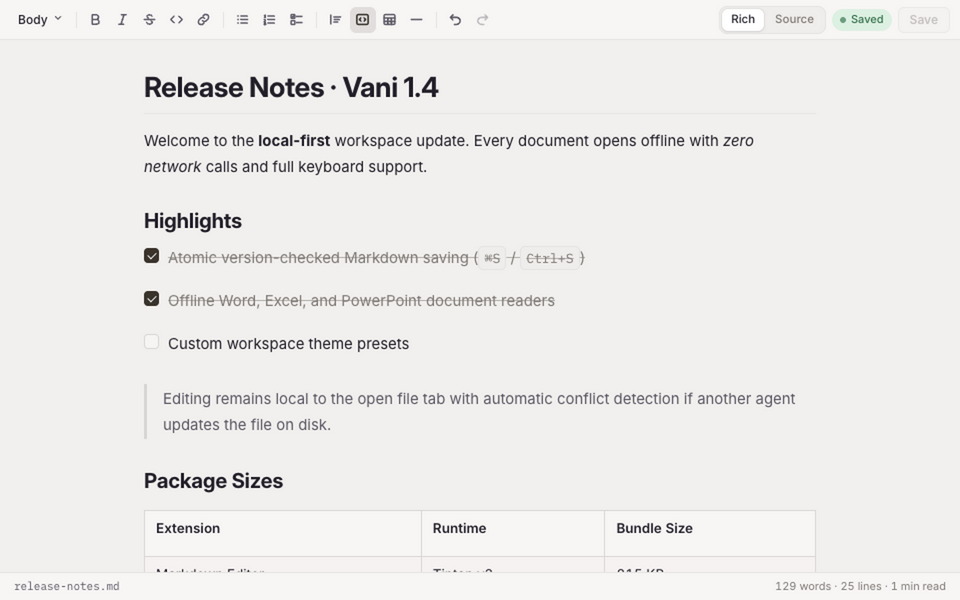 Body
Rich
Source
Saved
Save
Release Notes · Vani 1.4
Welcome to the local-first workspace update. Every document opens offline with zero
network calls and full keyboard support.
Highlights
Atomic version-checked Markdown saving ( ⌘S / Ctrl+S )
Offline Word, Excel, and PowerPoint document readers
Custom workspace theme presets
Editing remains local to the open file tab with automatic conflict detection if another agent
updates the file on disk.
Package Sizes
Extension Runtime Bundle Size
release-notes.md 129 words · 25 lines · 1 min read